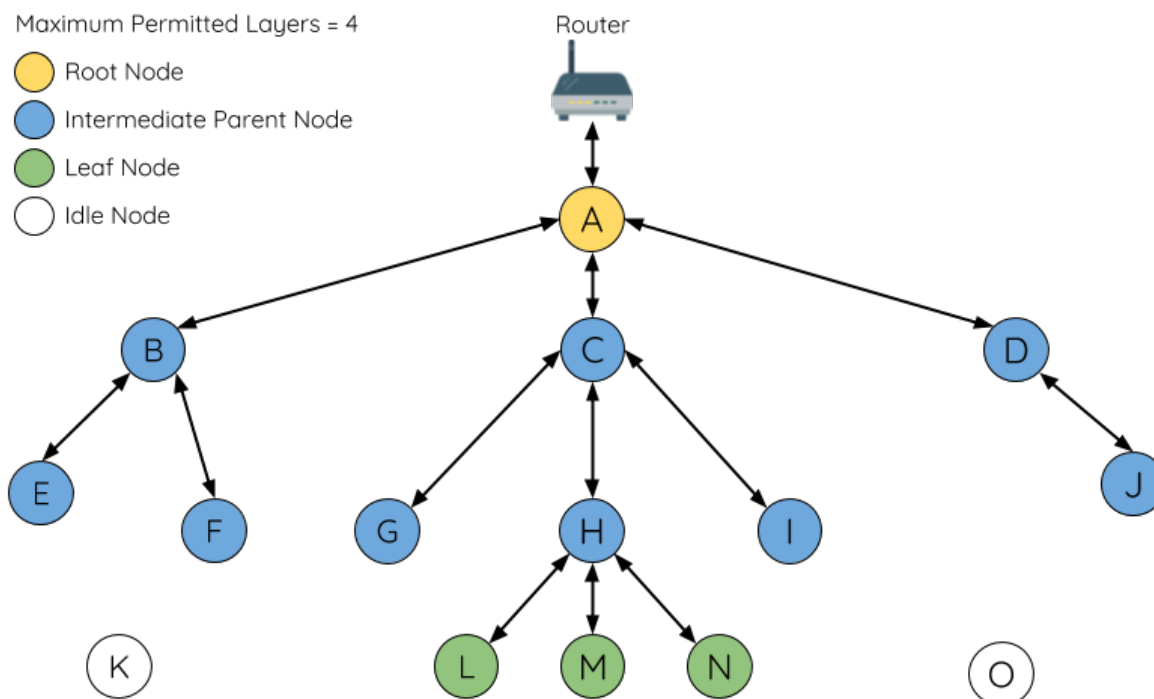 Maximum Permitted Layers = 4
Router
Root Node
Intermediate Parent Node
Leaf Node
Idle Node
A
B
C
D
E
F
G
H
I
J
K
L
M
N
O